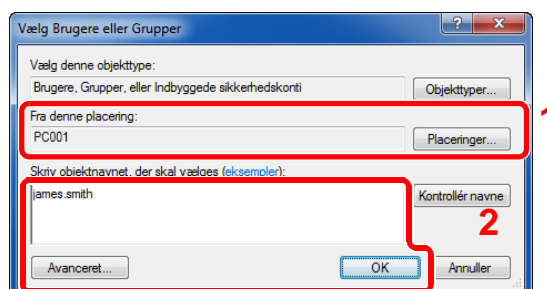 Vælg Brugere eller Grupper
Vælg denne objekttype:
Brugere, Grupper, eller Indbyggede sikkerhedskonti
Objekttyper...
Fra denne placering:
PC001
Placeringer...
Skriv objektnavnet, der skal vælges (eksempler):
james.smith
Kontrollér navne
2
Avanceret...
OK
Annuller